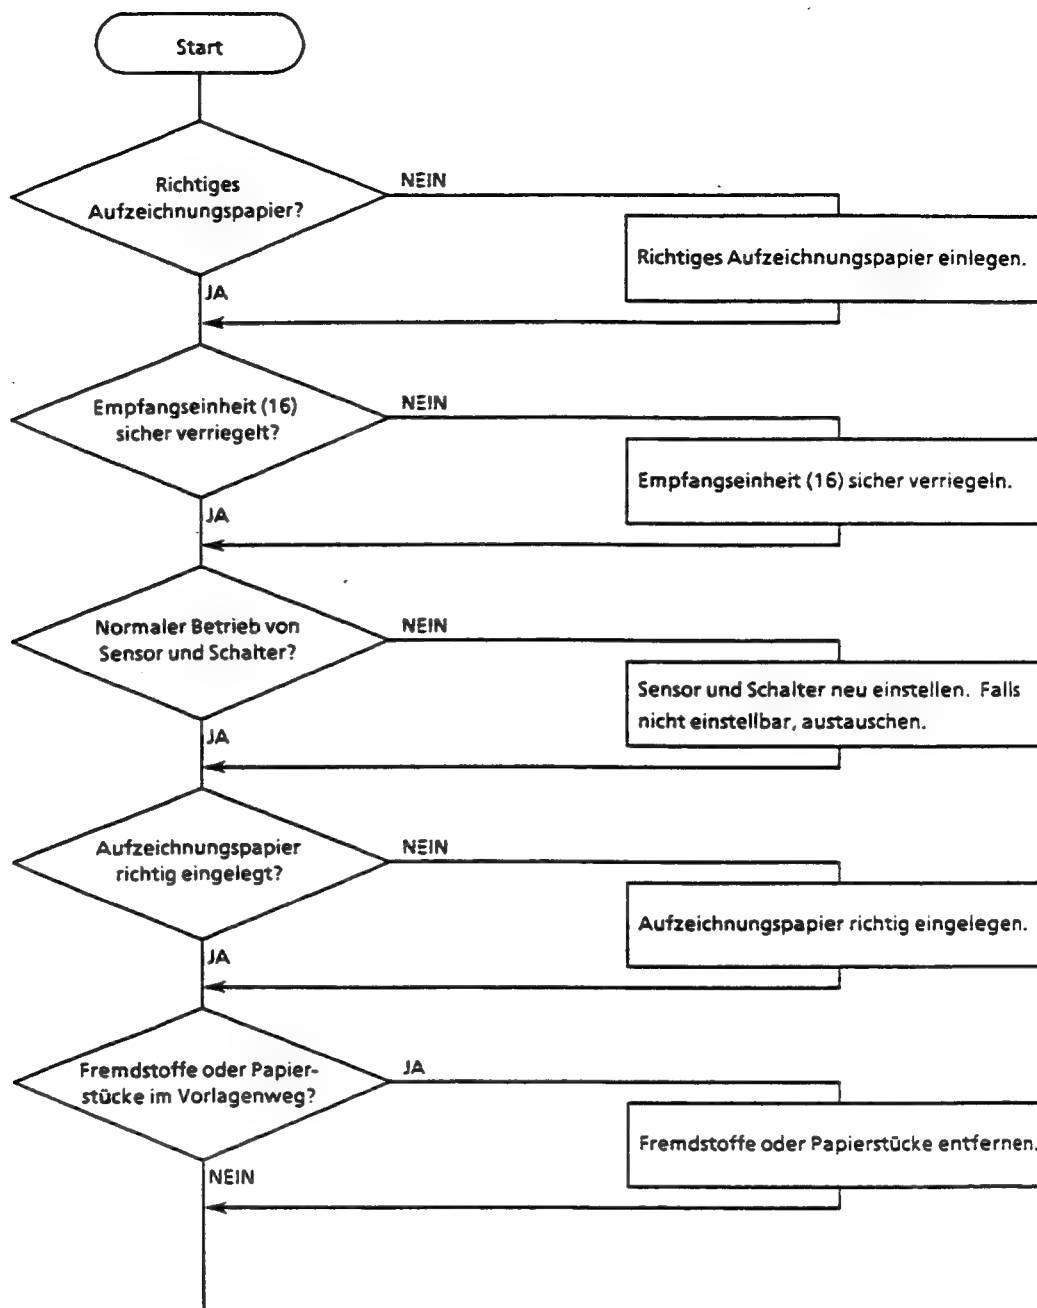 Start
Richtiges
Aufzeichnungspapier?
NEIN
Richtiges Aufzeichnungspapier einlegen.
JA
Empfangseinheit (16)
sicher verriegelt?
NEIN
Empfangseinheit (16) sicher verriegeln.
JA
Normaler Betrieb von
Sensor und Schalter?
NEIN
Sensor und Schalter neu einstellen. Falls
nicht einstellbar, austauschen.
JA
Aufzeichnungspapier
richtig eingelegt?
NEIN
Aufzeichnungspapier richtig eingelegen.
JA
Fremdstoffe oder Papier-
stücke im Vorlagenweg?
JA
Fremdstoffe oder Papierstücke entfernen.
NEIN